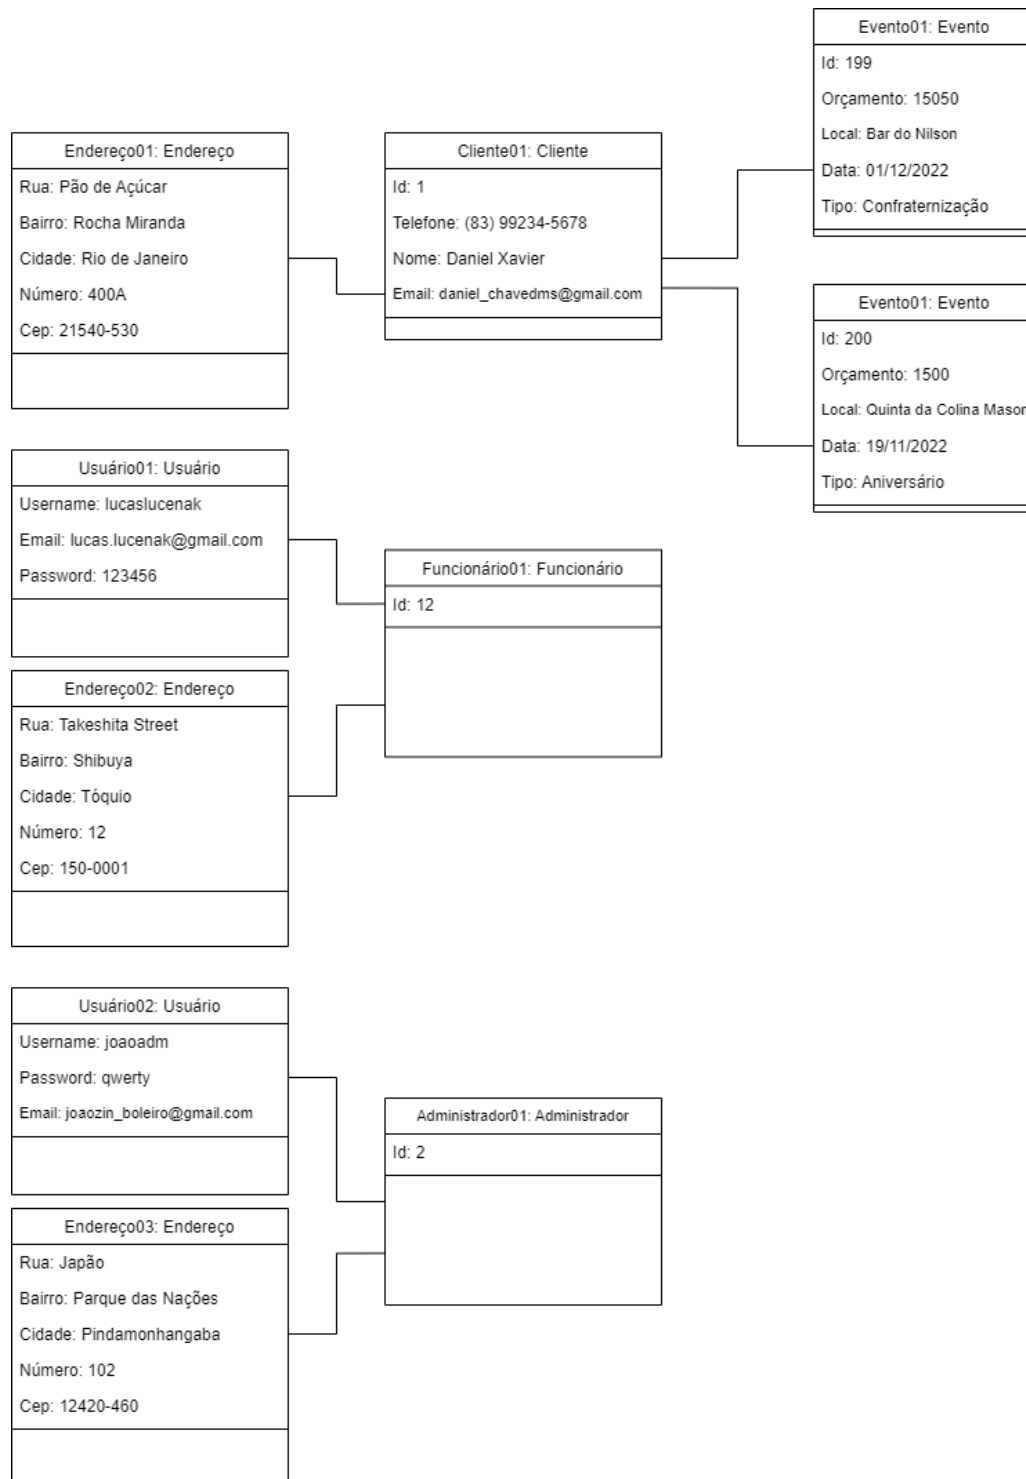 Evento01: Evento
Id: 199
Orçamento: 15050
Local: Bar do Nilson
Data: 01/12/2022
Tipo: Confraternização
Endereço01: Endereço
Rua: Pão de Açúcar
Bairro: Rocha Miranda
Cidade: Rio de Janeiro
Número: 400A
Cep: 21540-530
Cliente01: Cliente
Id: 1
Telefone: (83) 99234-5678
Nome: Daniel Xavier
Email: daniel_chavedms@gmail.com
Evento01: Evento
Id: 200
Orçamento: 1500
Local: Quinta da Colina Mason
Data: 19/11/2022
Tipo: Aniversário
Usuário01: Usuário
Username: lucaslucenak
Email: lucas.lucenak@gmail.com
Password: 123456
Funcionário01: Funcionário
Id: 12
Endereço02: Endereço
Rua: Takeshita Street
Bairro: Shibuya
Cidade: Tóquio
Número: 12
Cep: 150-0001
Usuário02: Usuário
Username: joaoadm
Password: qwerty
Email: joaozin_boleiro@gmail.com
Administrador01: Administrador
Id: 2
Endereço03: Endereço
Rua: Japão
Bairro: Parque das Nações
Cidade: Pindamonhangaba
Número: 102
Cep: 12420-460